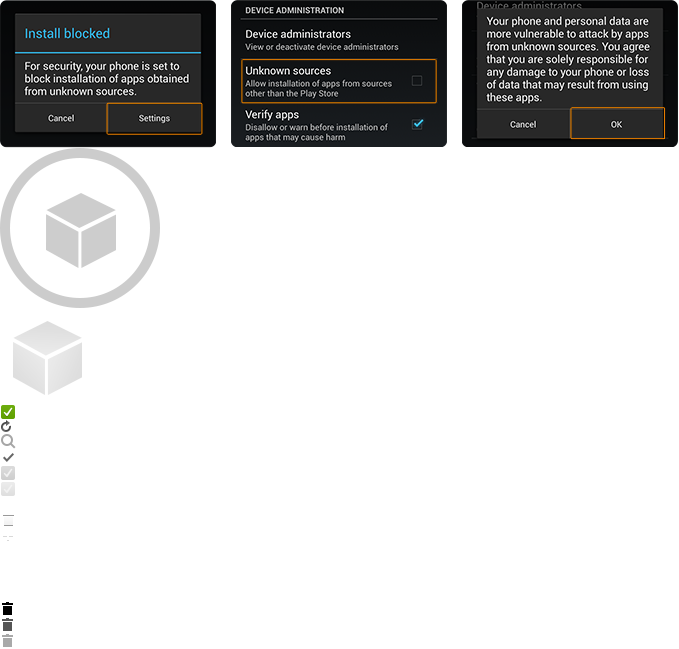 Install blocked
For security, your phone is set to
block installation of apps obtained
from unknown sources.
Cancel
Settings
DEVICE ADMINISTRATION
Device administrators
View or deactivate device administrators
Unknown sources
Allow installation of apps from sources
other than the Play Store
Verify apps
Disallow or warn before installation of
apps that may cause harm
Device administrators
Your phone and personal data are
more vulnerable to attack by apps
from unknown sources. You agree
that you are solely responsible for
any damage to your phone or loss
of data that may result from using
these apps.
Cancel
OK